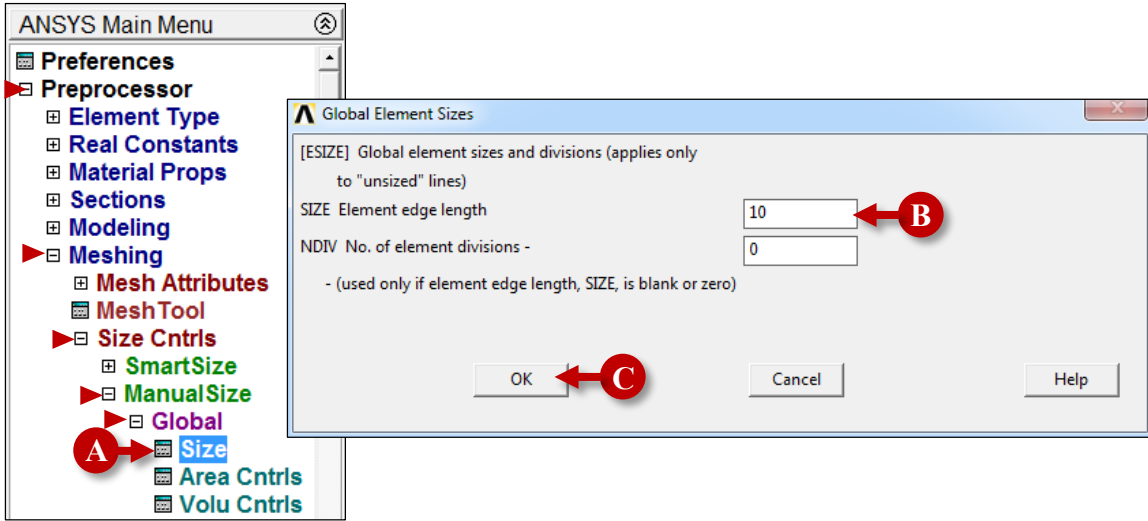 ANSYS Main Menu
Preferences
Preprocessor
Element Type
Real Constants
Material Props
Sections
Modeling
Meshing
Mesh Attributes
MeshTool
Size Cntrls
SmartSize
ManualSize
Global
A
Size
Area Cntrls
Volu Cntrls
Global Element Sizes
[ESIZE] Global element sizes and divisions (applies only
to "unsized" lines)
SIZE Element edge length 10 B
NDIV No. of element divisions - 0
- (used only if element edge length, SIZE, is blank or zero)
OK C Cancel Help